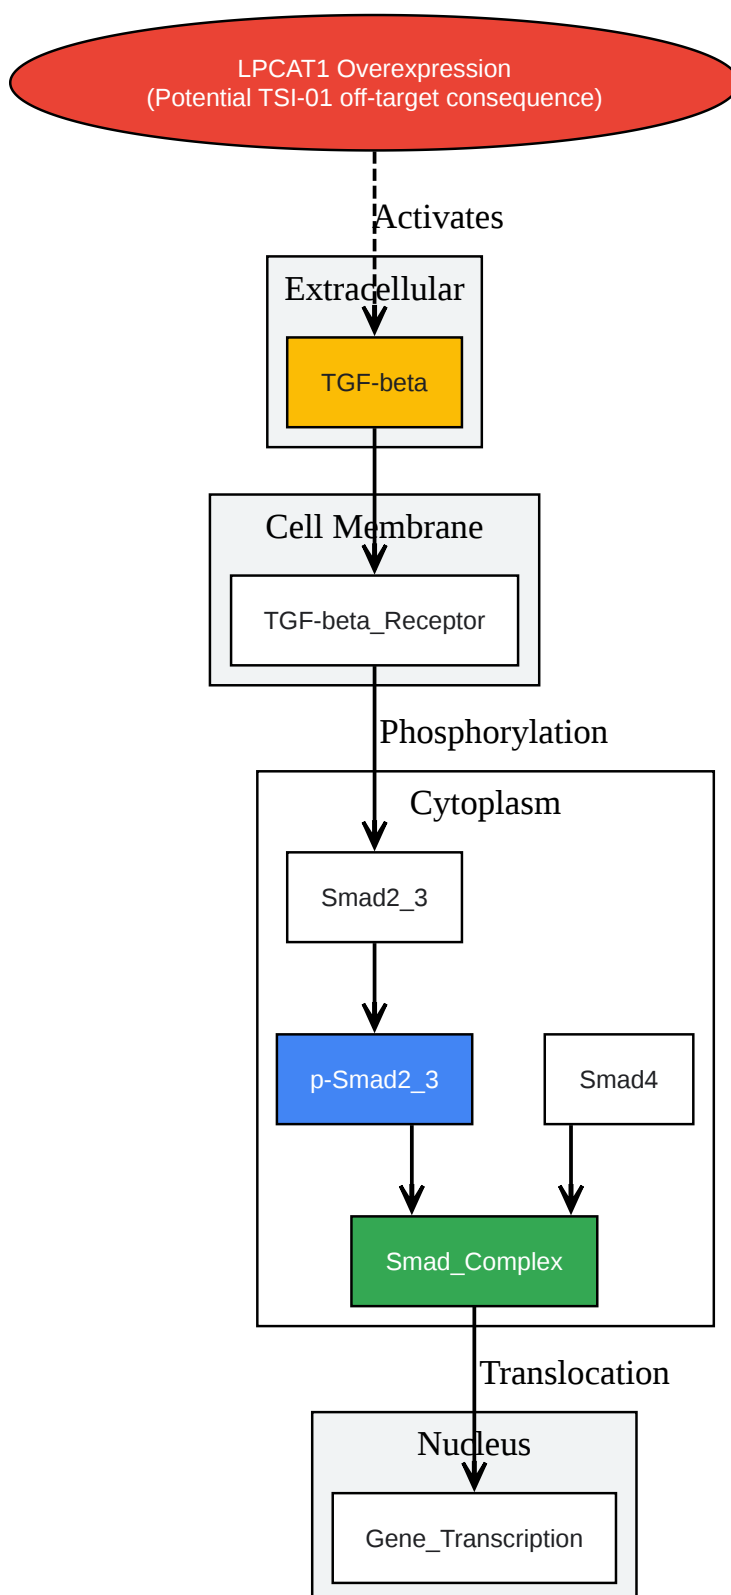 LPCAT1 Overexpression
(Potential TSI-01 off-target consequence)
Activates
Extracellular
TGF-beta
Cell Membrane
TGF-beta_Receptor
Phosphorylation
Cytoplasm
Smad2_3
p-Smad2_3
Smad4
Smad_Complex
Translocation
Nucleus
Gene_Transcription